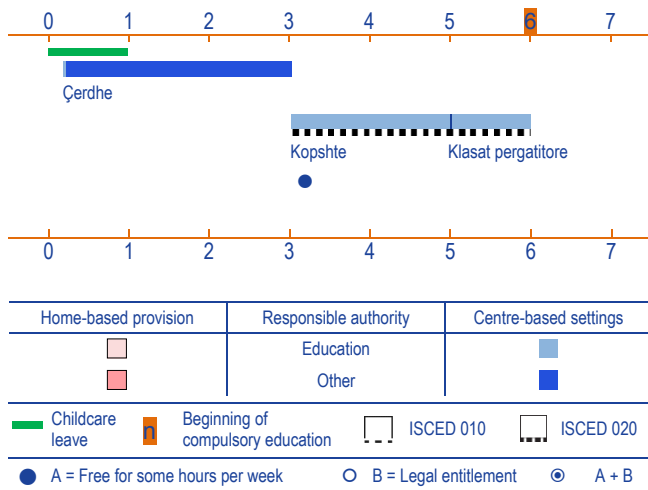 0 1 2 3 4 5 6 7
Çerdhe
Kopshte Klasat pergatitore
0 1 2 3 4 5 6 7
Home-based provision Responsible authority Centre-based settings
Education
Other
Childcare leave
n Beginning of compulsory education
ISCED 010 ISCED 020
A = Free for some hours per week B = Legal entitlement A + B